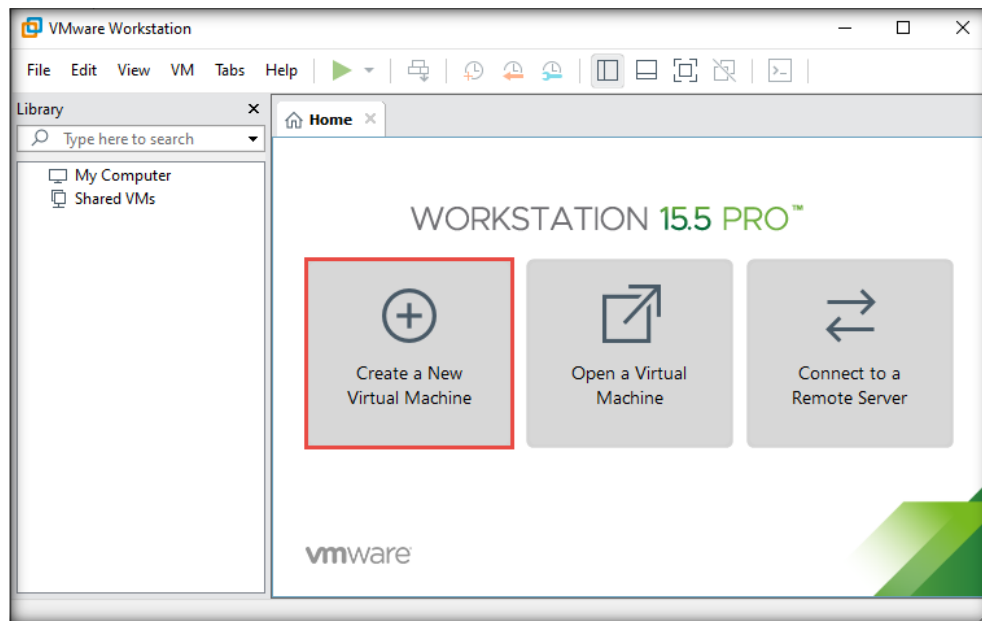 VMware Workstation
File Edit View VM Tabs Help
Library
Home
Type here to search
My Computer
Shared VMs
WORKSTATION 15.5 PRO™
Create a New
Virtual Machine
Open a Virtual
Machine
Connect to a
Remote Server
vmware